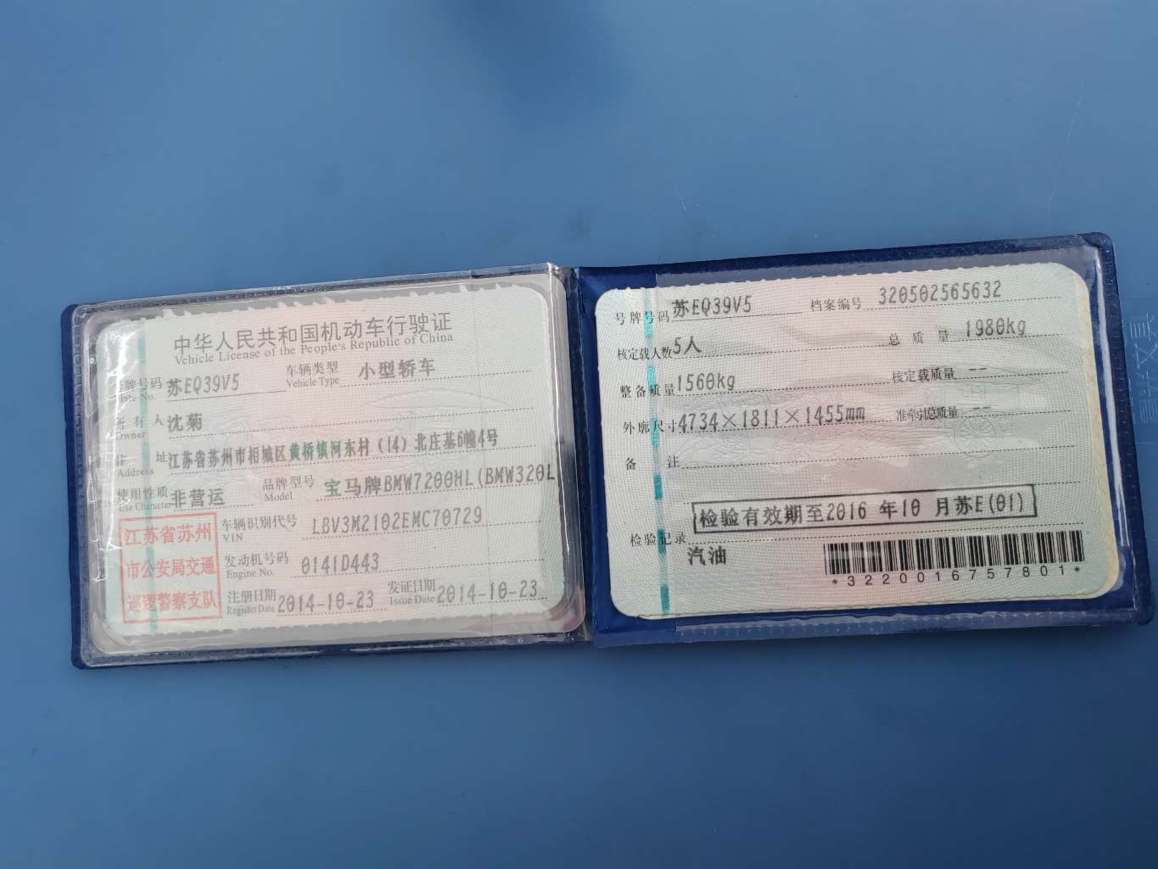 中华人民共和国机动车行驶证
Vehicle License of the People's Republic of China
号牌号码 苏EQ39V5 车辆类型 小型轿车
Plate No. Vehicle Type
所有人 沈菊
Owner
住址 江苏省苏州市相城区黄桥镇河东村(14)北庄基6幢4号
Address
使用性质 非营运 品牌型号 宝马牌BMW7200HL(BMW320L
Use Character Model
江苏省苏州
市公安局交通
巡逻警察支队
车辆识别代号 LBV3M2102EMC70729
VIN
发动机号码 0141D443
Engine No.
注册日期 2014-10-23 发证日期 2014-10-23
Register Date Issue Date
号牌号码 苏EQ39V5 档案编号 320502565632
核定载人数 5人 总质量 1980kg
整备质量 1560kg 核定载质量 --
外廓尺寸 4734×1811×1455mm 准牵引总质量 --
备注
检验有效期至2016 年10 月苏E(01)
检验记录
汽油
*3220016757801*